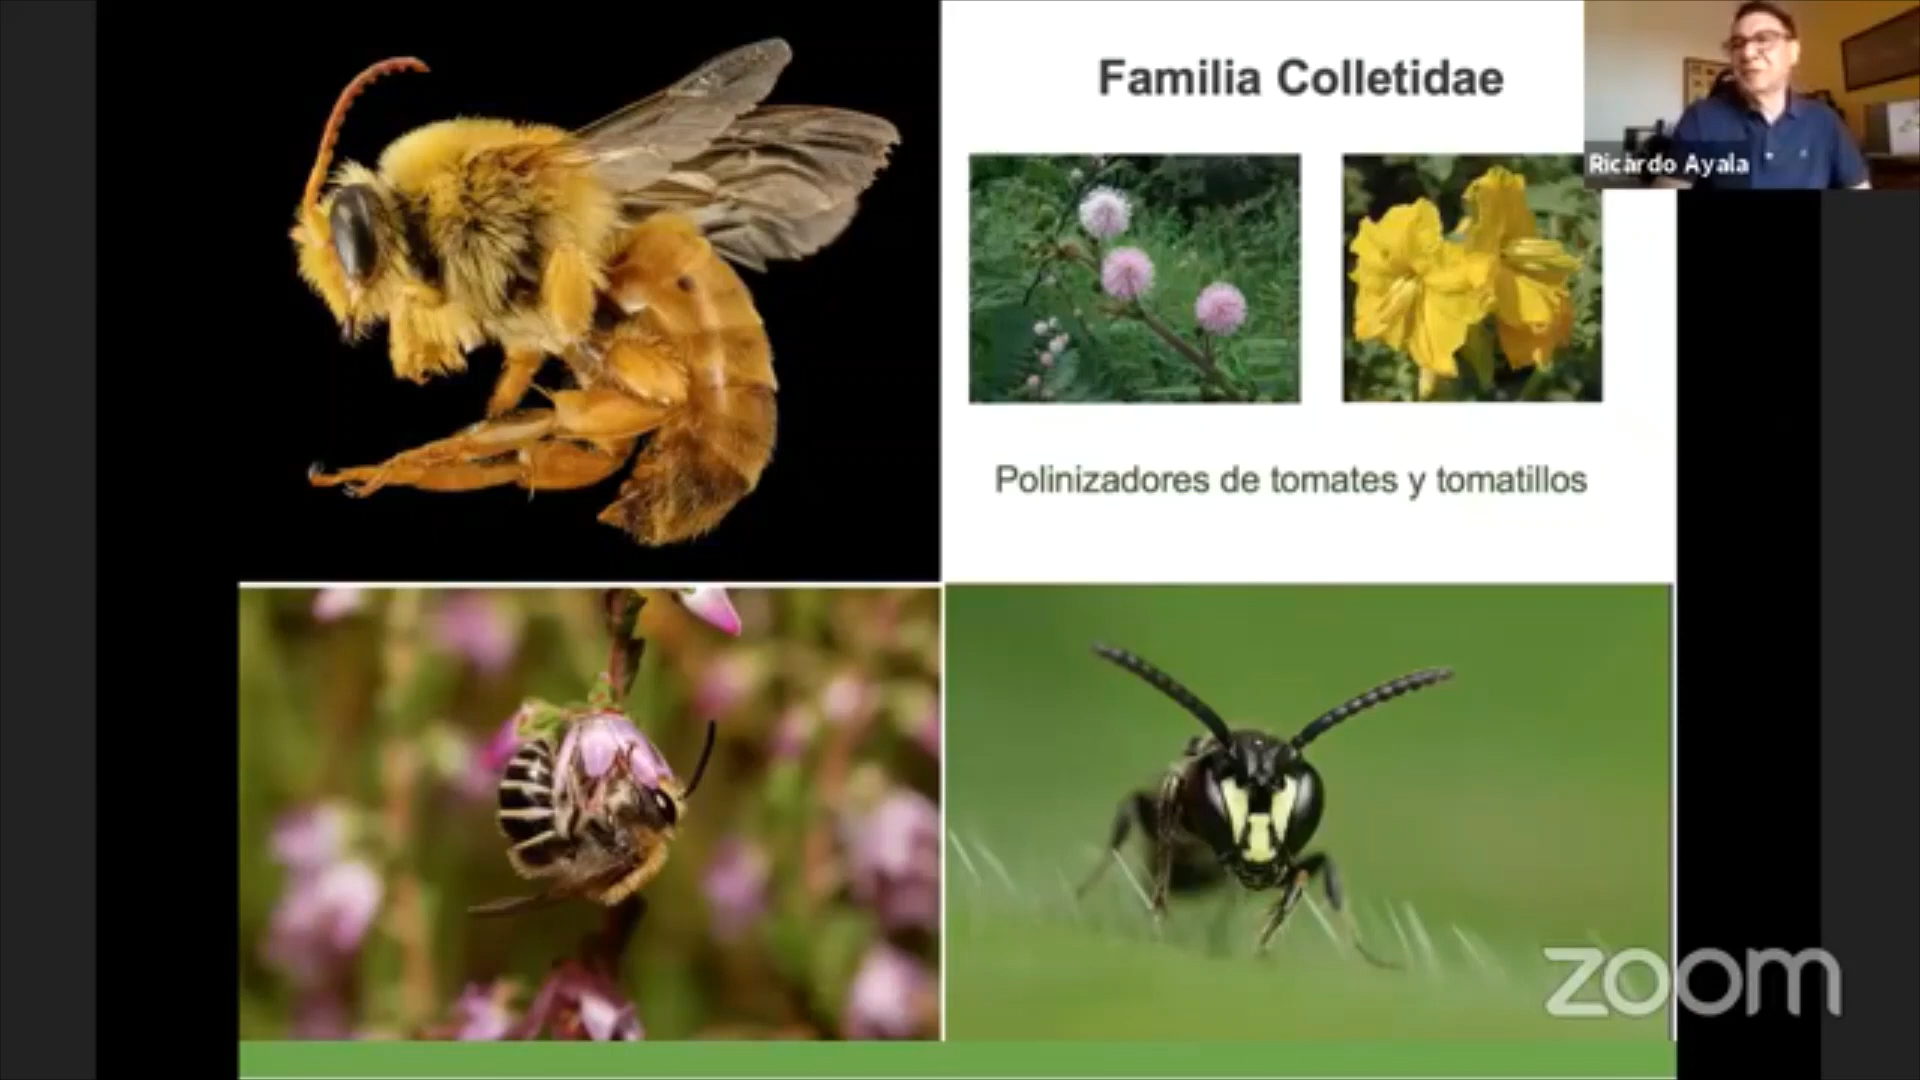 Familia Colletidae
Ricardo Ayala
Polinizadores de tomates y tomatillos
zoom